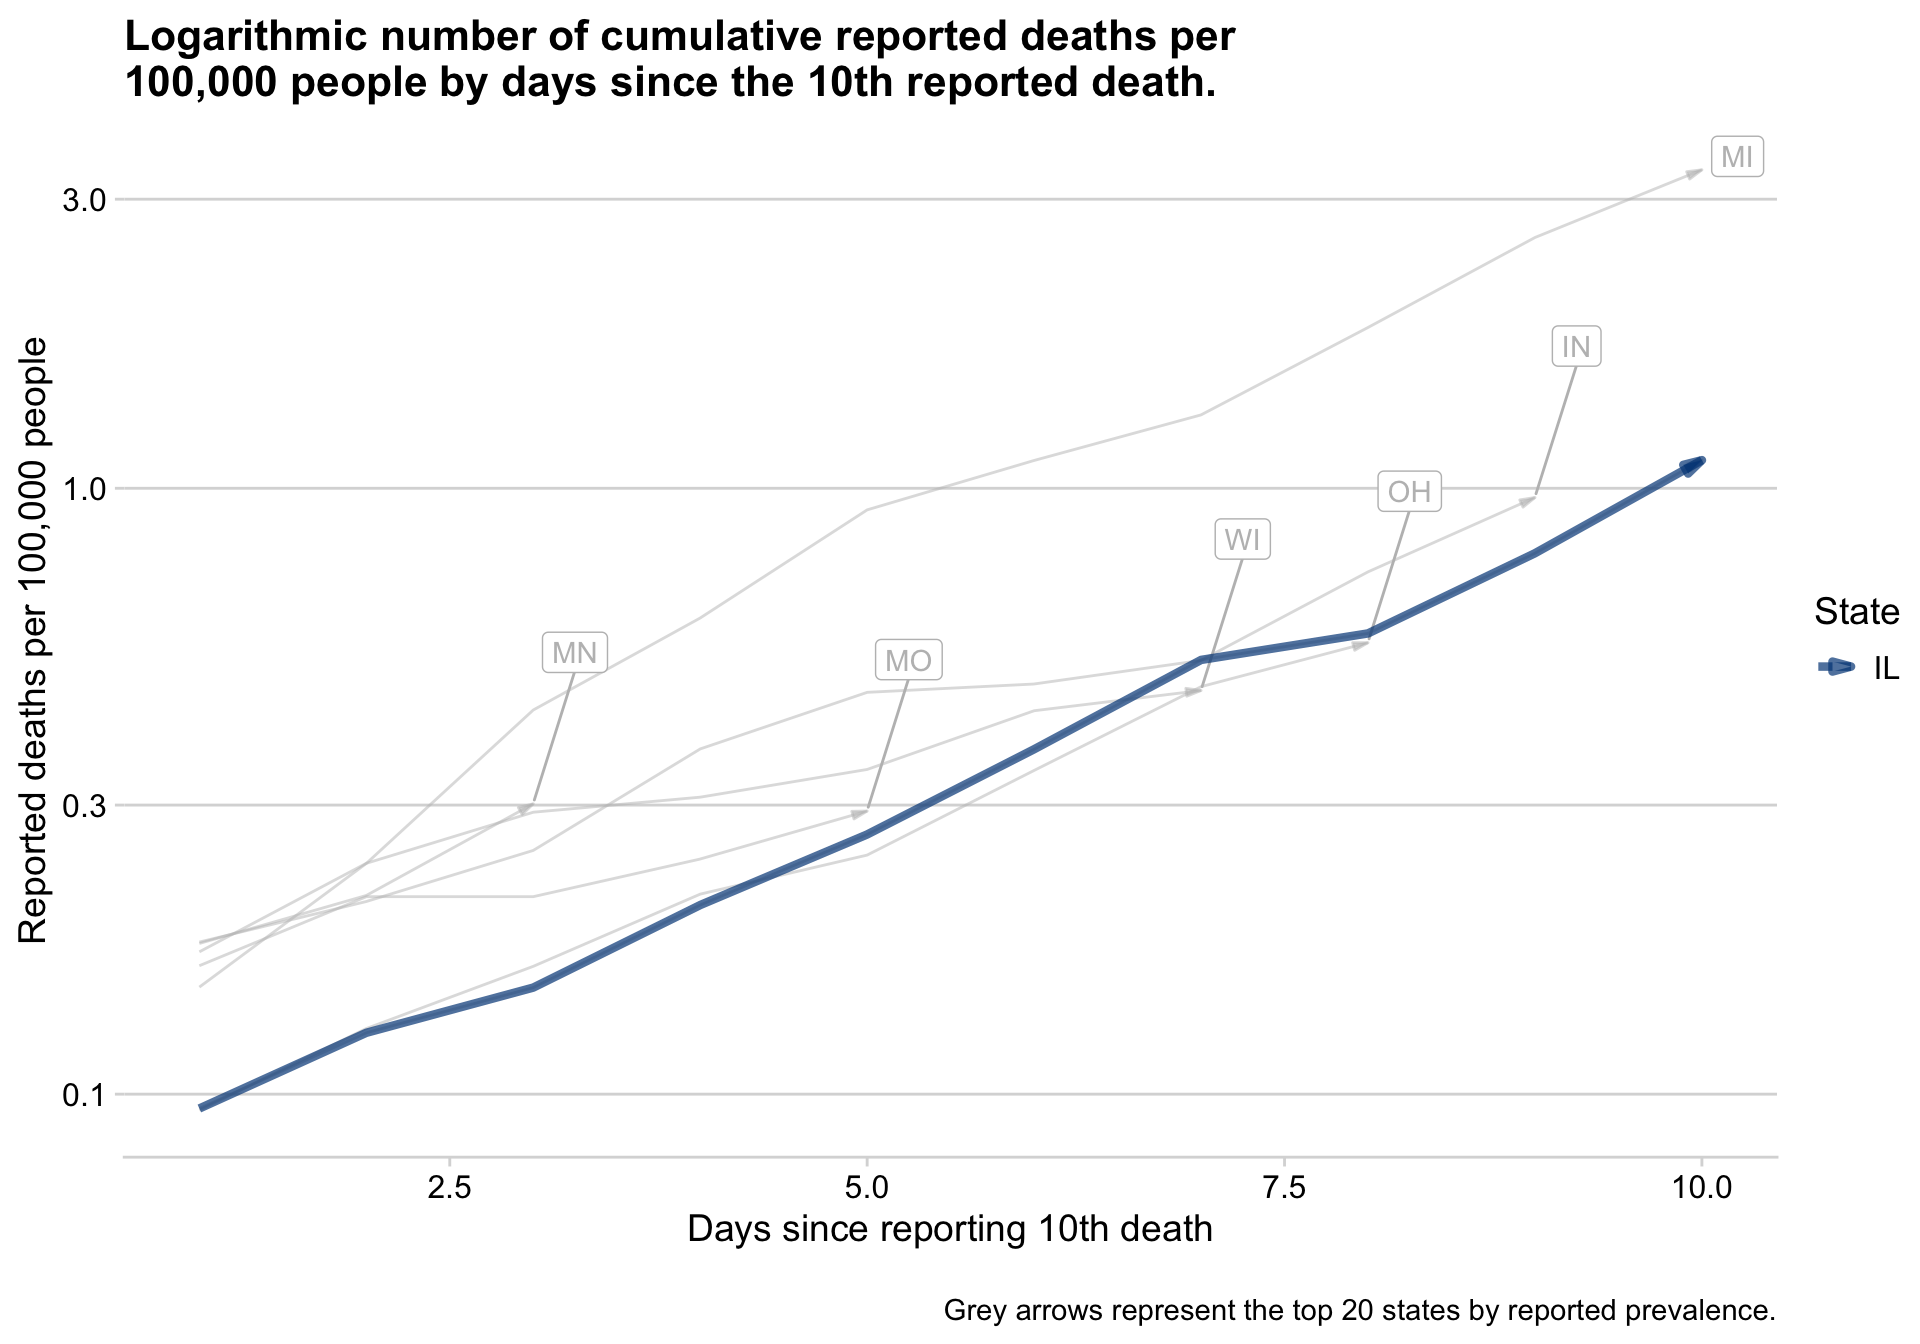 Logarithmic number of cumulative reported deaths per
100,000 people by days since the 10th reported death.
MI
3.0
IN
Reported deaths per 100,000 people
1.0
OH
WI
State
IL
MN
MO
0.3
0.1
2.5
5.0
7.5
10.0
Days since reporting 10th death
Grey arrows represent the top 20 states by reported prevalence.